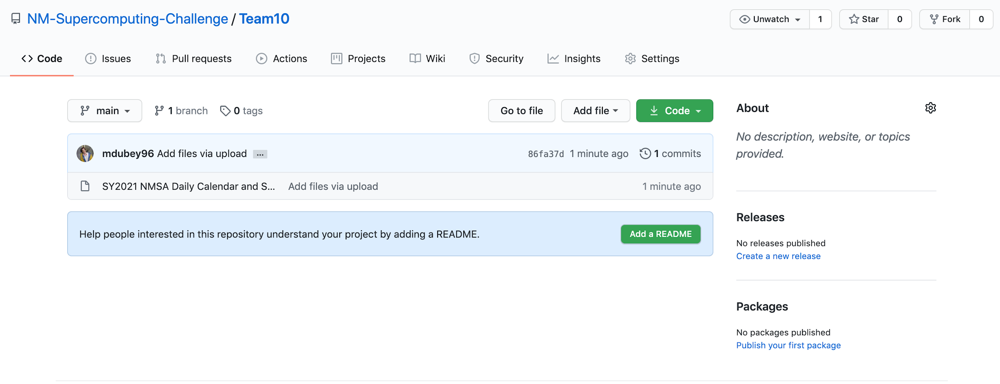 NM-Supercomputing-Challenge / Team10
Unwatch 1 Star 0 Fork 0
Code Issues Pull requests Actions Projects Wiki Security Insights Settings
main 1 branch 0 tags Go to file Add file Code
mdubey96 Add files via upload ... 86fa37d 1 minute ago 1 commits
SY2021 NMSA Daily Calendar and S... Add files via upload 1 minute ago
Help people interested in this repository understand your project by adding a README. Add a README
About
No description, website, or topics
provided.
Releases
No releases published
Create a new release
Packages
No packages published
Publish your first package